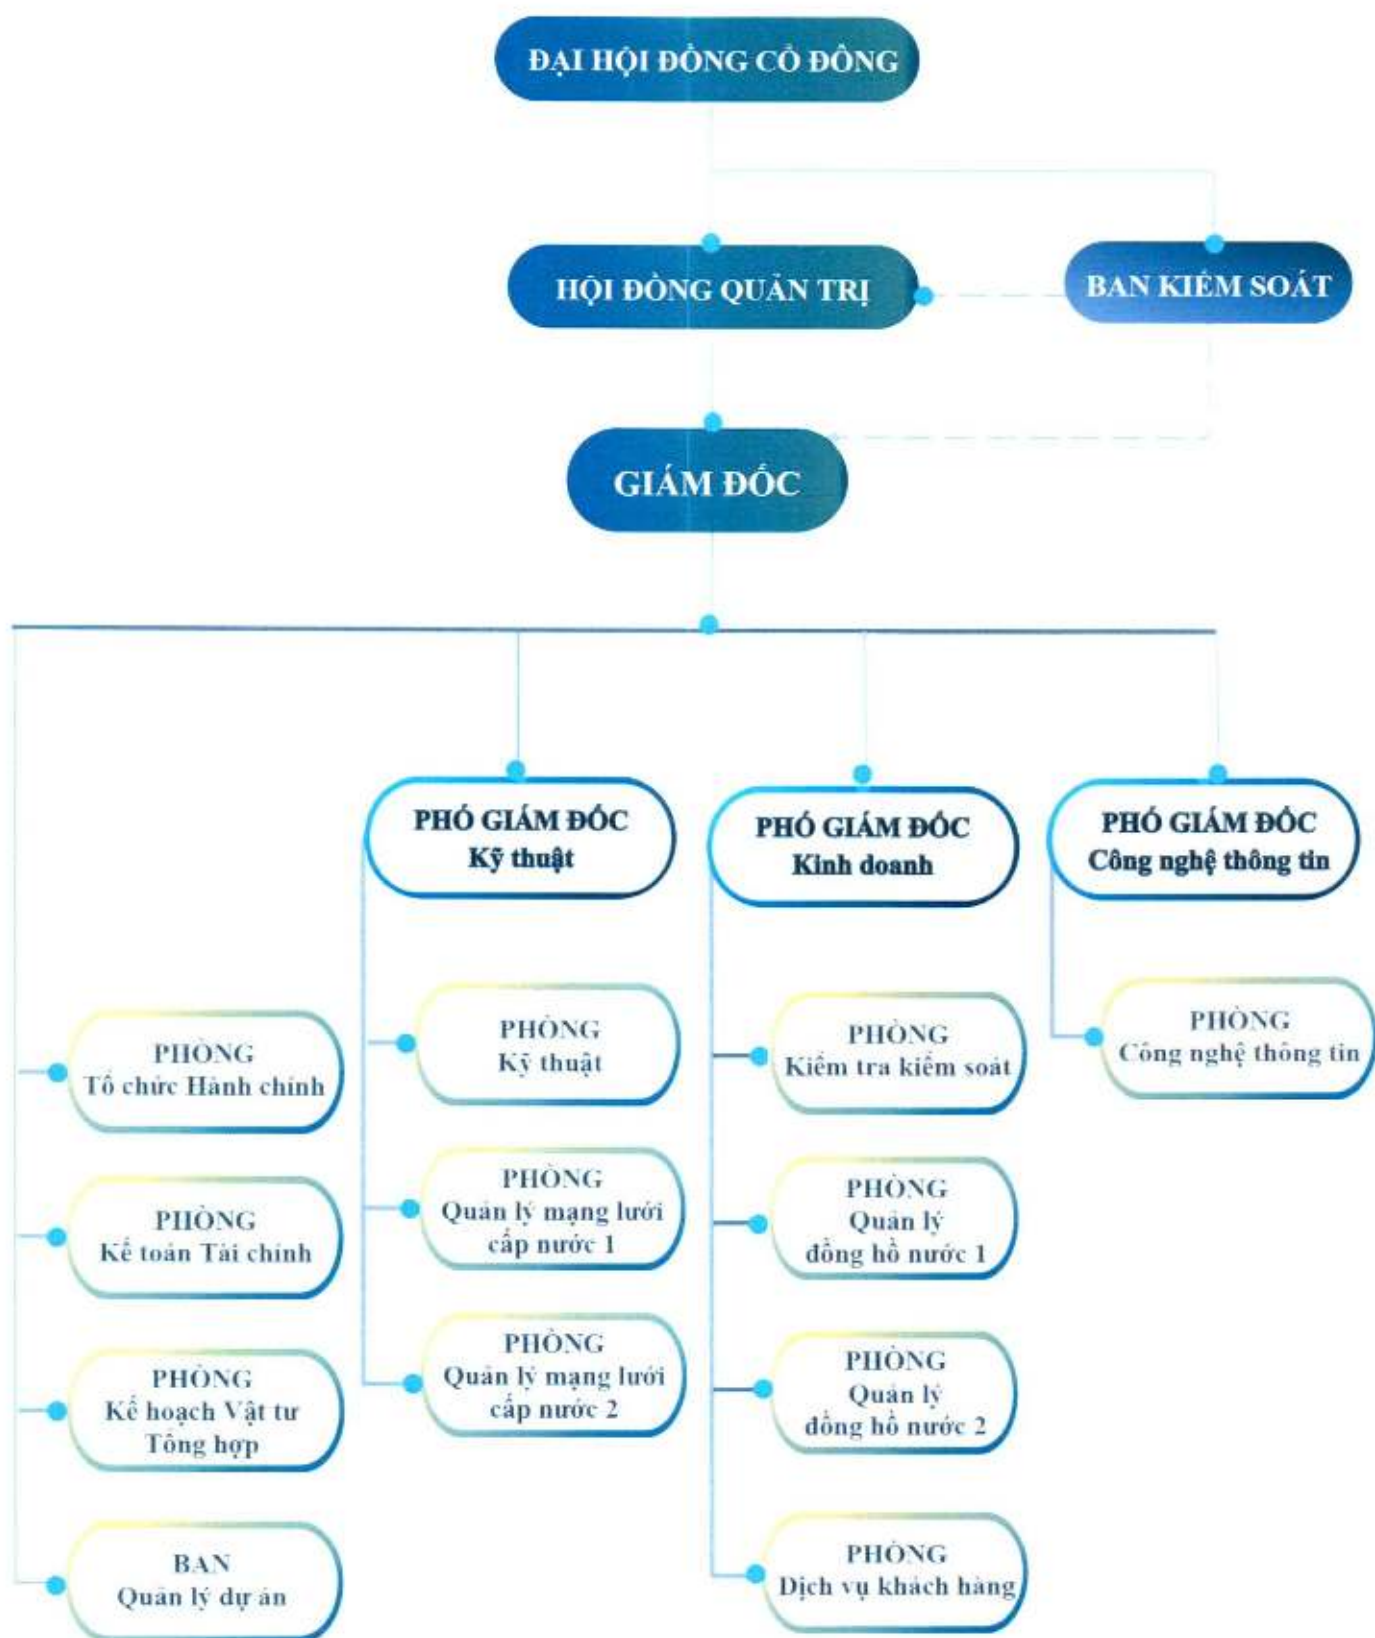 ĐẠI HỘI ĐỒNG CỔ ĐÔNG
HỘI ĐỒNG QUẢN TRỊ
BAN KIỂM SOÁT
GIÁM ĐỐC
PHÓ GIÁM ĐỐC
Kỹ thuật
PHÓ GIÁM ĐỐC
Kinh doanh
PHÓ GIÁM ĐỐC
Công nghệ thông tin
PHÒNG
Tổ chức Hành chính
PHÒNG
Kế toán Tài chính
PHÒNG
Kế hoạch Vật tư
Tổng hợp
BAN
Quản lý dự án
PHÒNG
Kỹ thuật
PHÒNG
Quản lý mạng lưới
cấp nước 1
PHÒNG
Quản lý mạng lưới
cấp nước 2
PHÒNG
Kiểm tra kiểm soát
PHÒNG
Quản lý
đồng hồ nước 1
PHÒNG
Quản lý
đồng hồ nước 2
PHÒNG
Dịch vụ khách hàng
PHÒNG
Công nghệ thông tin